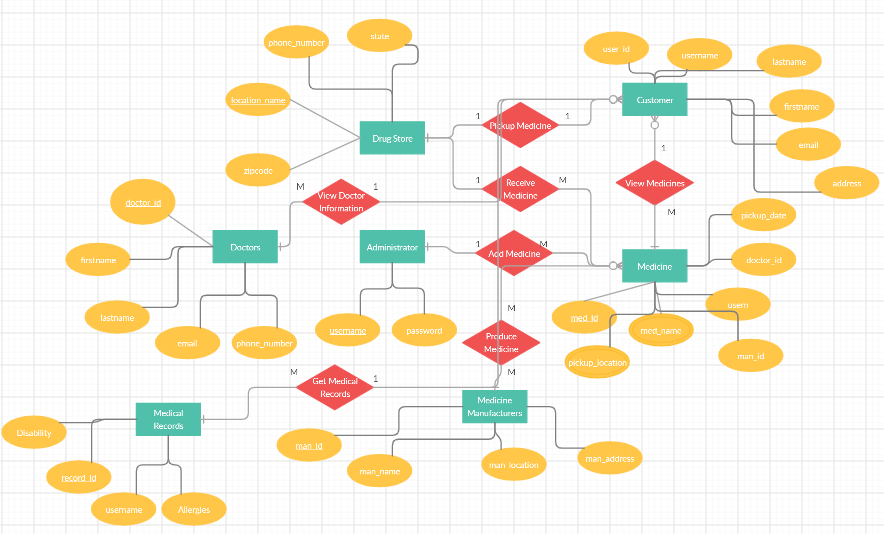 state
phone_number
user_id
username
lastname
location_name
Customer
firstname
1
1
Pickup Medicine
Drug Store
email
1
zipcode
1
M
Receive
Medicine
View Medicines
address
M
View Doctor
Information
1
doctor_id
M
pickup_date
Doctors
Administrator
1
Add Medicine
M
firstname
Medicine
doctor_id
usern
lastname
med_id
M
username
password
med_name
email
phone_number
Produce
Medicine
man_id
pickup_location
M
Get Medical
Records
1
M
Medicine
Manufacturers
Medical
Records
Disability
man_id
man_name
man_location
man_address
record_id
username
Allergies